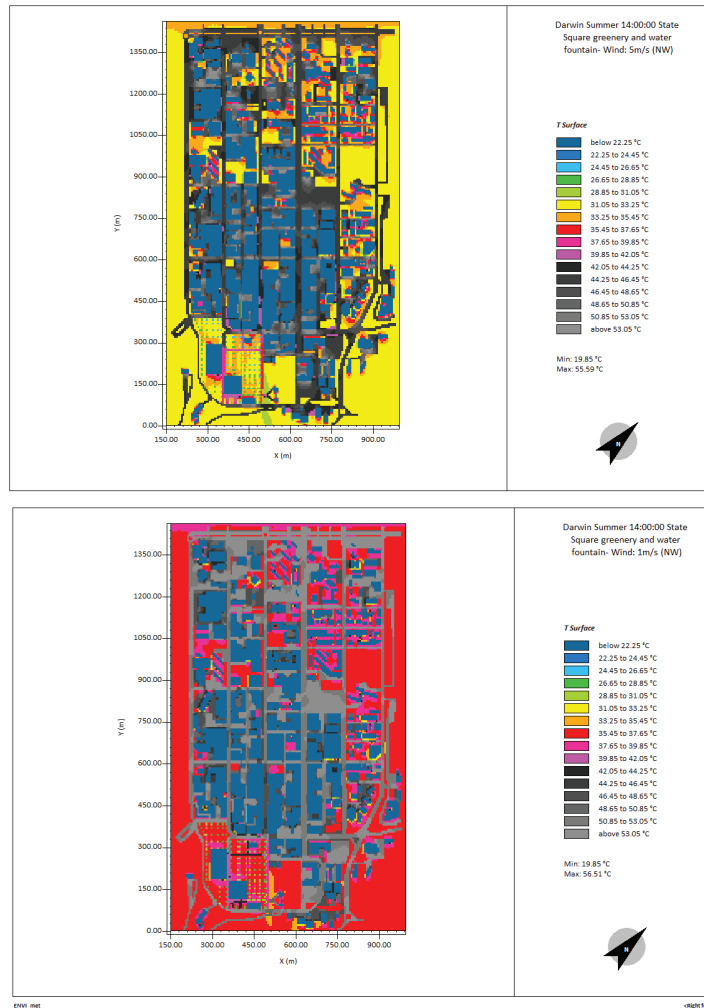 Darwin Summer 14:00:00 State
Square greenery and water
fountain- Wind: 5m/s (NW)
T Surface
below 22.25 °C
22.25 to 24.45 °C
24.45 to 26.65 °C
26.65 to 28.85 °C
28.85 to 31.05 °C
31.05 to 33.25 °C
33.25 to 35.45 °C
35.45 to 37.65 °C
37.65 to 39.85 °C
39.85 to 42.05 °C
42.05 to 44.25 °C
44.25 to 46.45 °C
46.45 to 48.65 °C
48.65 to 50.85 °C
50.85 to 53.05 °C
above 53.05 °C
Min: 19.85 °C
Max: 55.59 °C
N
Y (m)
1350.00
1200.00
1050.00
900.00
750.00
600.00
450.00
300.00
150.00
0.00
150.00 300.00 450.00 600.00 750.00 900.00
X (m)
Darwin Summer 14:00:00 State
Square greenery and water
fountain- Wind: 1m/s (NW)
T Surface
below 22.25 °C
22.25 to 24.45 °C
24.45 to 26.65 °C
26.65 to 28.85 °C
28.85 to 31.05 °C
31.05 to 33.25 °C
33.25 to 35.45 °C
35.45 to 37.65 °C
37.65 to 39.85 °C
39.85 to 42.05 °C
42.05 to 44.25 °C
44.25 to 46.45 °C
46.45 to 48.65 °C
48.65 to 50.85 °C
50.85 to 53.05 °C
above 53.05 °C
Min: 19.85 °C
Max: 56.51 °C
N
Y (m)
1350.00
1200.00
1050.00
900.00
750.00
600.00
450.00
300.00
150.00
0.00
150.00 300.00 450.00 600.00 750.00 900.00
X (m)
ENVI_met
<Right